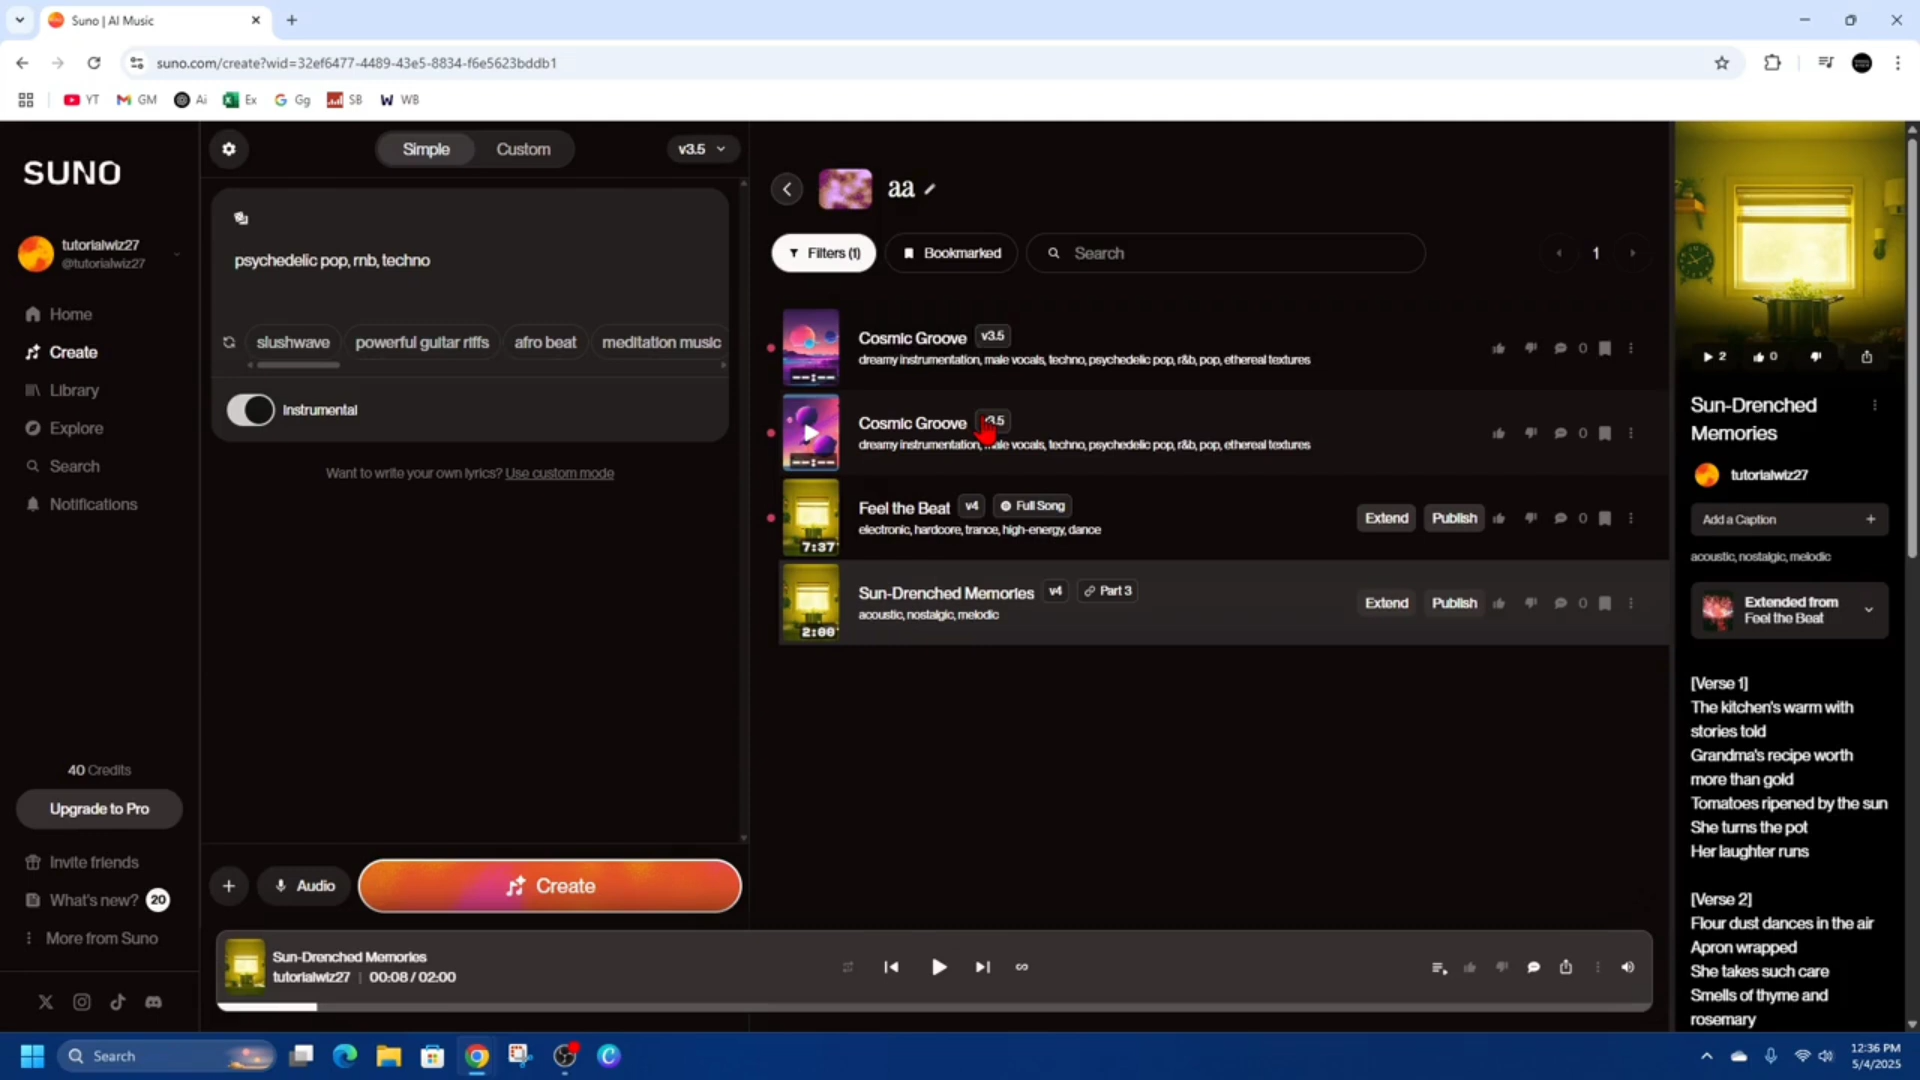 Suno | AI Music
suno.com/create?wid=32ef6477-4489-43e5-8834-f6e5623bddb1
YT
GM
Ai
Ex
Gg
SB
WB
SUNO
tutorialwiz27
@tutorialwiz27
Home
Create
Library
Explore
Search
Notifications
40 Credits
Upgrade to Pro
Invite friends
What's new? 20
More from Suno
Simple
Custom
v3.5
psychedelic pop, rnb, techno
slushwave
powerful guitar riffs
afro beat
meditation music
Instrumental
Want to write your own lyrics? Use custom mode
Audio
Create
aa
Filters (1)
Bookmarked
Search
1
Cosmic Groove v3.5
dreamy instrumentation, male vocals, techno, psychedelic pop, r&b, pop, ethereal textures
0
--:--
Cosmic Groove v3.5
dreamy instrumentation, male vocals, techno, psychedelic pop, r&b, pop, ethereal textures
0
--:--
Feel the Beat v4 Full Song
electronic, hardcore, trance, high-energy, dance
Extend Publish 0
7:37
Sun-Drenched Memories v4 Part 3
acoustic, nostalgic, melodic
Extend Publish 0
2:00
2 0
Sun-Drenched
Memories
tutorialwiz27
Add a Caption
acoustic, nostalgic, melodic
Extended from
Feel the Beat
[Verse 1]
The kitchen's warm with
stories told
Grandma's recipe worth
more than gold
Tomatoes ripened by the sun
She turns the pot
Her laughter runs
[Verse 2]
Flour dust dances in the air
Apron wrapped
She takes such care
Smells of thyme and
rosemary
Sun-Drenched Memories
tutorialwiz27 | 00:08 / 02:00
Search
12:36 PM
5/4/2025